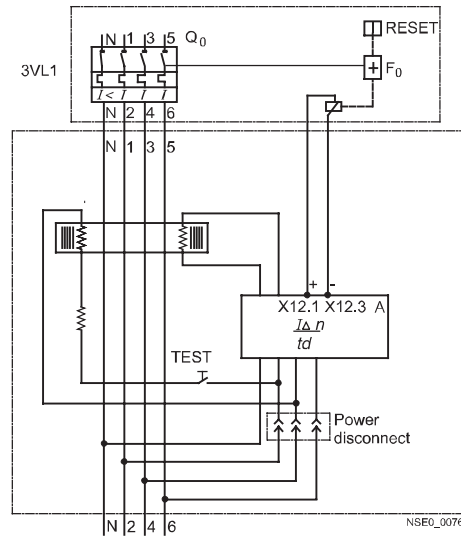 N 1 3 5 Q0
RESET
3VL1
F0
I< I I I
N 2 4 6
N 1 3 5
+ -
X12.1 X12.3 A
I∆ n
td
TEST
Power
disconnect
N 2 4 6
NSE0_0076